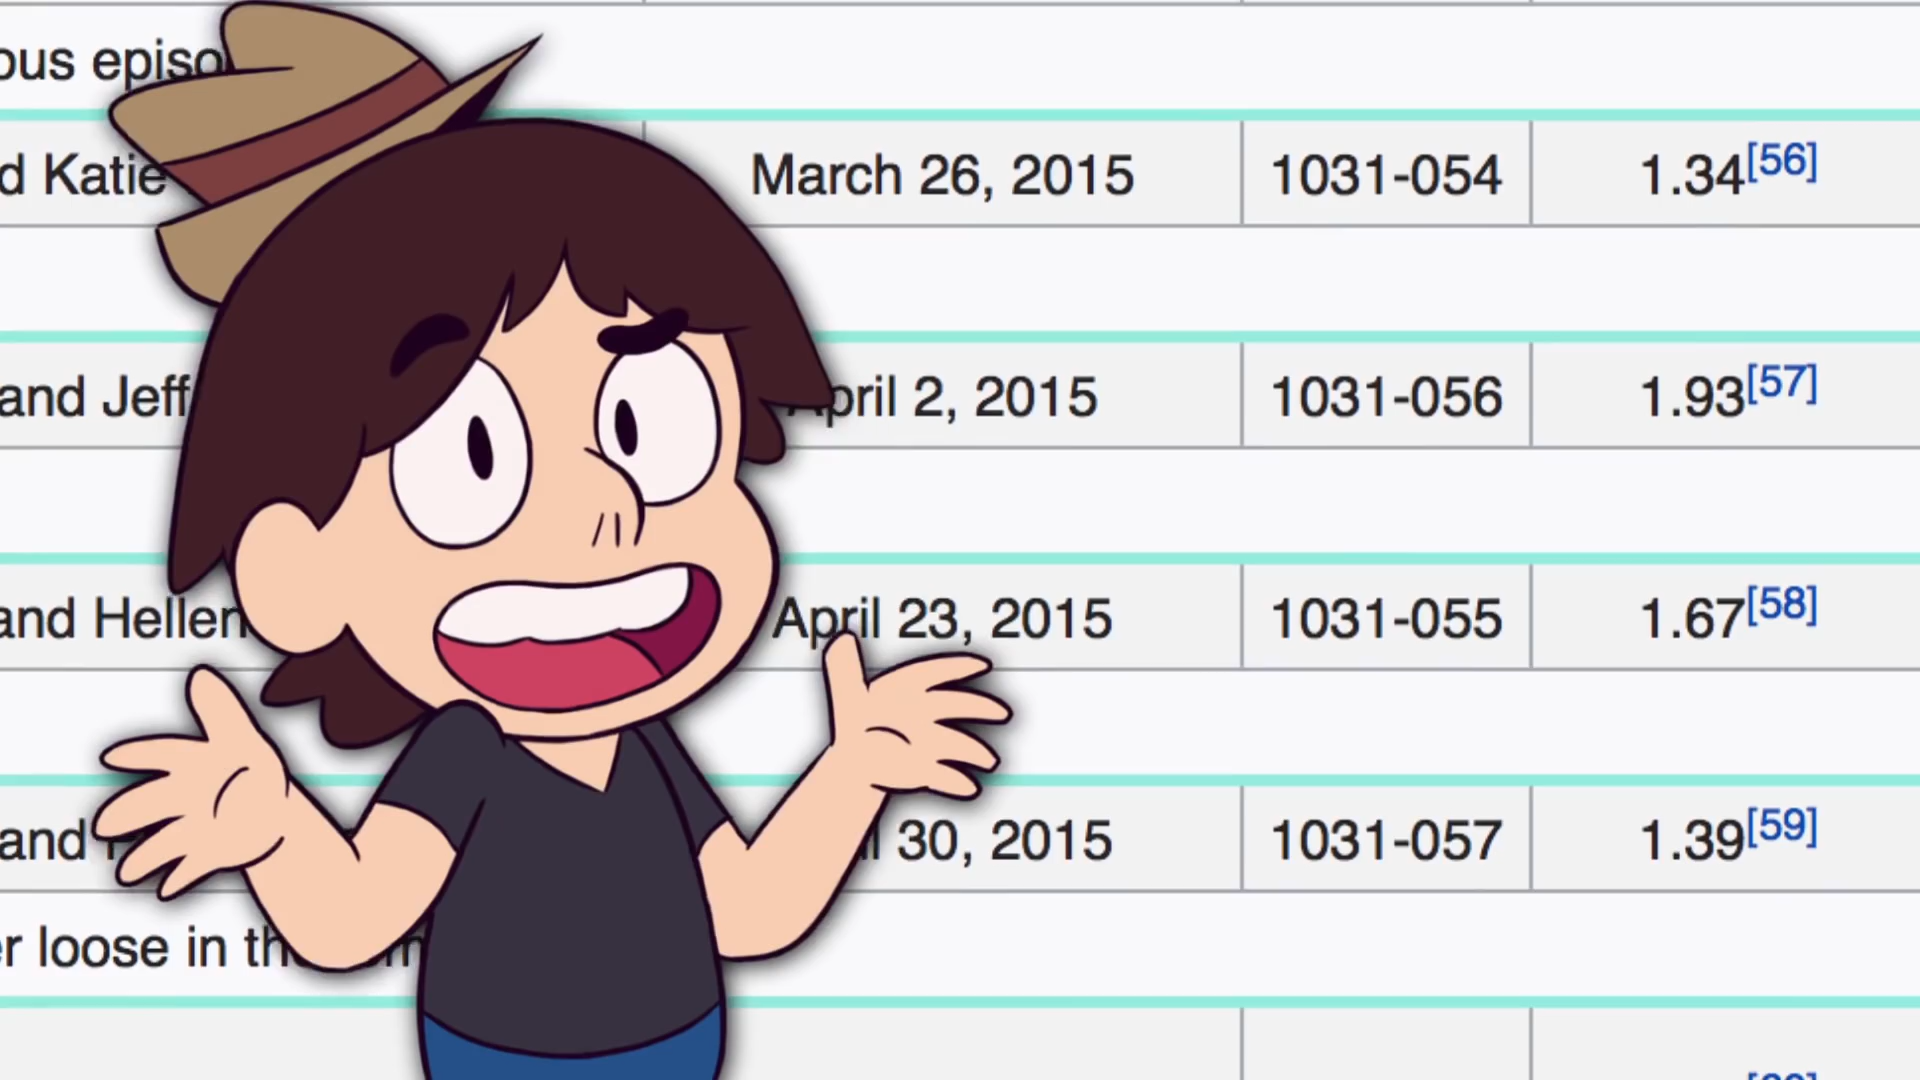 ous episo
d Katie March 26, 2015 1031-054 1.34[56]
and Jeff April 2, 2015 1031-056 1.93[57]
and Hellen April 23, 2015 1031-055 1.67[58]
and 30, 2015 1031-057 1.39[59]
er loose in